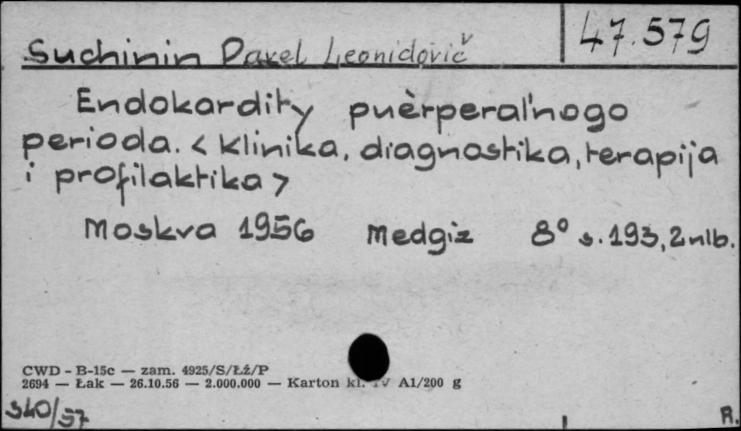 47.579
Suchinin Pavel Leonidovič
Endokardity puèrperal'nogo
perioda. < Klinika, diagnostika, terapija
i profilaktika >
Moskva 1956 Medgiz 8° s. 193, 2 nlb.
CWD - B-15c — zam. 4925/S/Łź/P
2694 — Łak — 26.10.56 — 2.000.000 — Karton kl. IV A1/200 g
340/57
R.